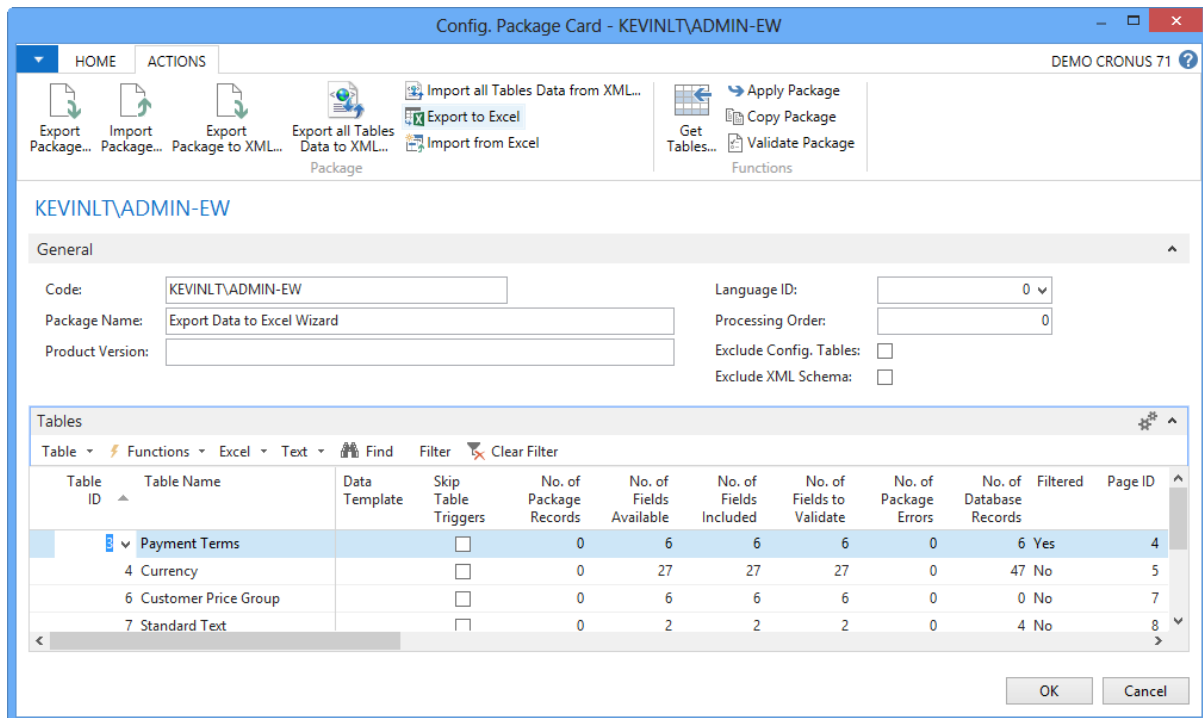 Config. Package Card - KEVINLT\ADMIN-EW
HOME ACTIONS DEMO CRONUS 71
Export Package...
Import Package...
Export Package to XML...
Export all Tables Data to XML...
Import all Tables Data from XML...
Export to Excel
Import from Excel
Package
Get Tables...
Apply Package
Copy Package
Validate Package
Functions
KEVINLT\ADMIN-EW
General
Code: KEVINLT\ADMIN-EW Language ID: 0
Package Name: Export Data to Excel Wizard Processing Order: 0
Product Version: Exclude Config. Tables:
Exclude XML Schema:
Tables
Table Functions Excel Text Find Filter Clear Filter
Table ID Table Name Data Template Skip Table Triggers No. of Package Records No. of Fields Available No. of Fields Included No. of Fields to Validate No. of Package Errors No. of Database Records Filtered Page ID
3 Payment Terms 0 6 6 6 0 6 Yes 4
4 Currency 0 27 27 27 0 47 No 5
6 Customer Price Group 0 6 6 6 0 0 No 7
7 Standard Text 0 2 2 2 0 4 No 8
OK Cancel